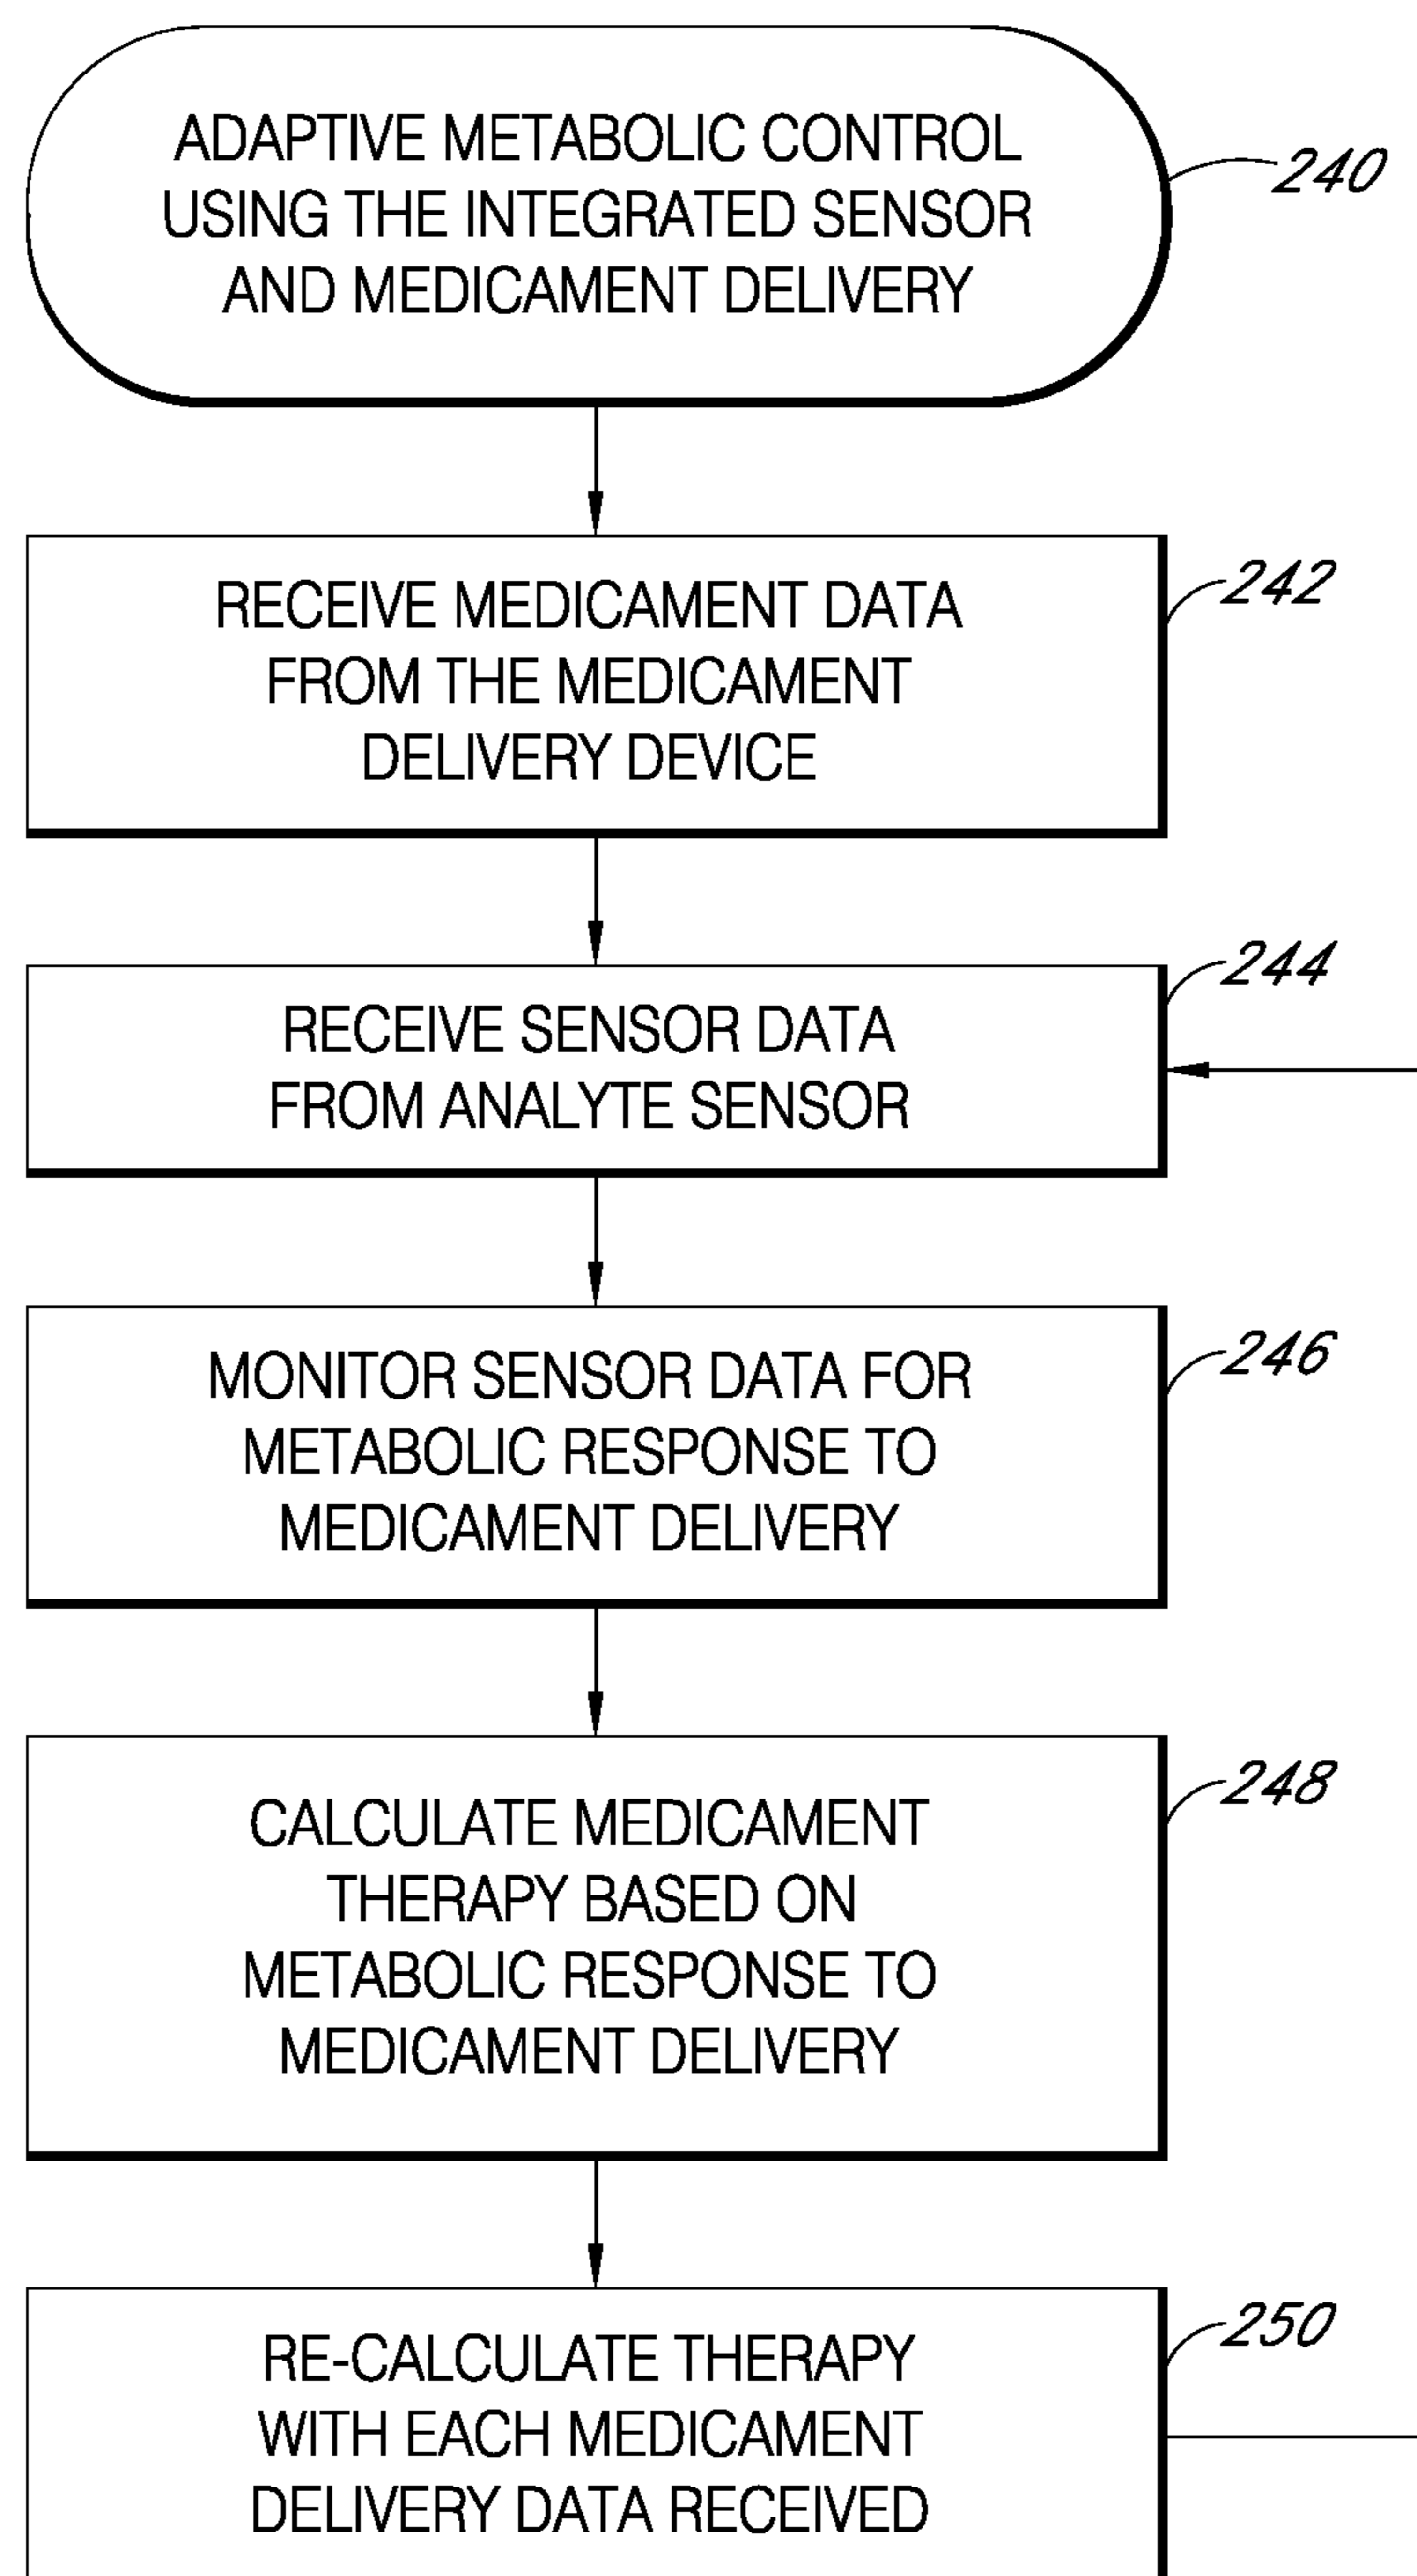 ADAPTIVE METABOLIC CONTROL
USING THE INTEGRATED SENSOR
AND MEDICAMENT DELIVERY
240
RECEIVE MEDICAMENT DATA
FROM THE MEDICAMENT
DELIVERY DEVICE
242
RECEIVE SENSOR DATA
FROM ANALYTE SENSOR
244
MONITOR SENSOR DATA FOR
METABOLIC RESPONSE TO
MEDICAMENT DELIVERY
246
CALCULATE MEDICAMENT
THERAPY BASED ON
METABOLIC RESPONSE TO
MEDICAMENT DELIVERY
248
RE-CALCULATE THERAPY
WITH EACH MEDICAMENT
DELIVERY DATA RECEIVED
250